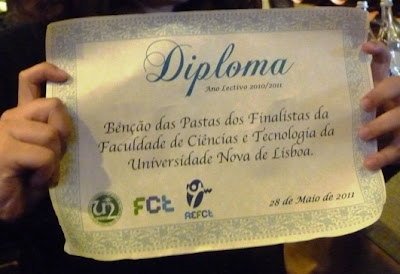 Diploma
Ano Lectivo 2010/2011
Bênção das Pastas dos Finalistas da
Faculdade de Ciências e Tecnologia da
Universidade Nova de Lisboa.
FCt
ACFCt
28 de Maio de 2011